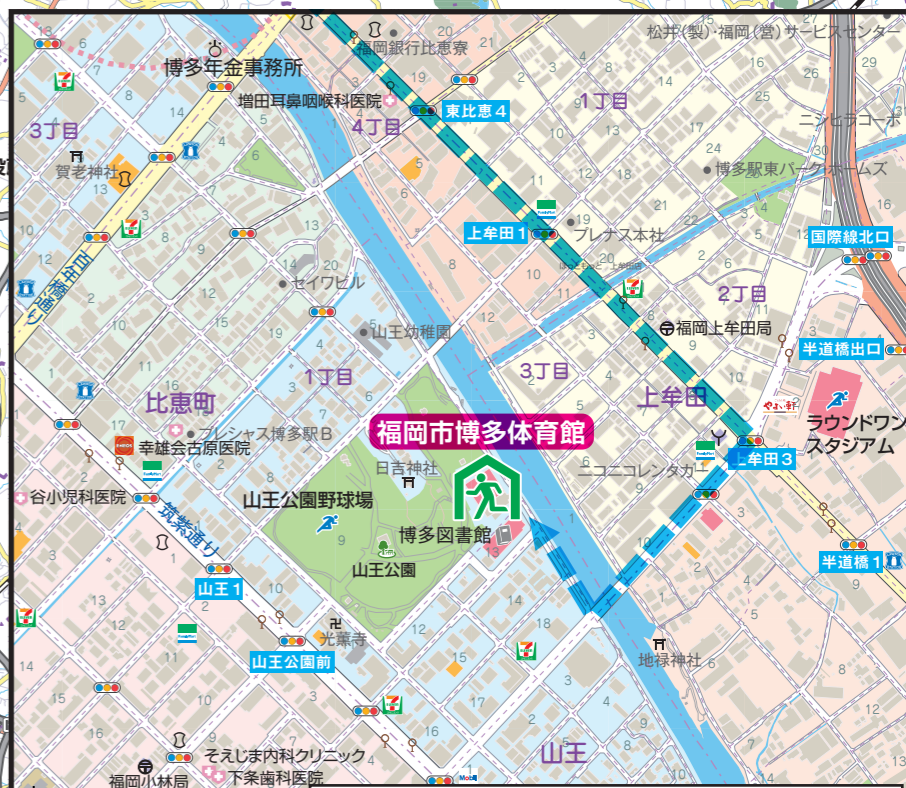 松井(製)・福岡(営)サービスセンター
福岡銀行比恵寮
博多年金事務所
増田耳鼻咽喉科医院
4丁目
東比恵4
1丁目
3丁目
ニシヒラコーポ
賀老神社
博多駅東パークホームズ
上牟田1
プレナス本社
国際線北口
百年橋通り
セイワビル
2丁目
山王幼稚園
福岡上牟田局
半道橋出口
1丁目
3丁目
比恵町
上牟田
やよい軒
福岡市博多体育館
ラウンドワン
スタジアム
プレシャス博多駅B
幸雄会古原医院
日吉神社
ニコニコレンタカー
上牟田3
谷小児科医院
山王公園野球場
筑紫通り
博多図書館
山王公園
半道橋1
山王1
光薫寺
山王公園前
地禄神社
山王
そえじま内科クリニック
福岡小林局
下条歯科医院
Mobil